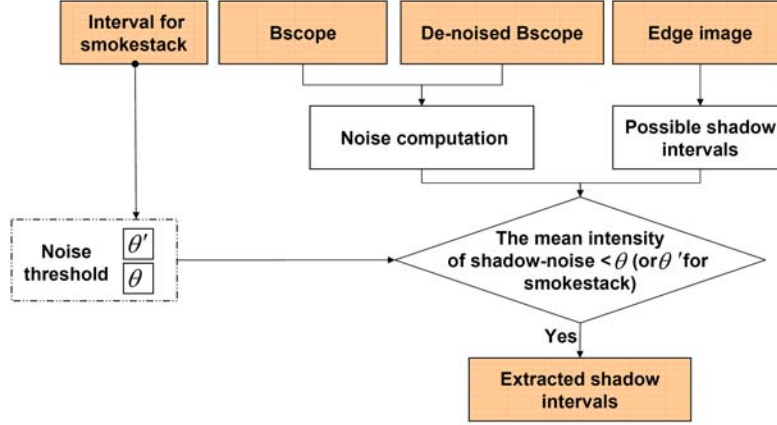 Interval for
smokestack
Bscope
De-noised Bscope
Edge image
Noise computation
Possible shadow
intervals
Noise
threshold
θ'
θ
The mean intensity
of shadow-noise < θ (or θ' for
smokestack)
Yes
Extracted shadow
intervals